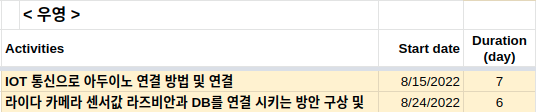 < 우영 >
Activities Start date Duration
(day)
IOT 통신으로 아두이노 연결 방법 및 연결 8/15/2022 7
라이다 카메라 센서값 라즈비안과 DB를 연결 시키는 방안 구상 및 8/24/2022 6